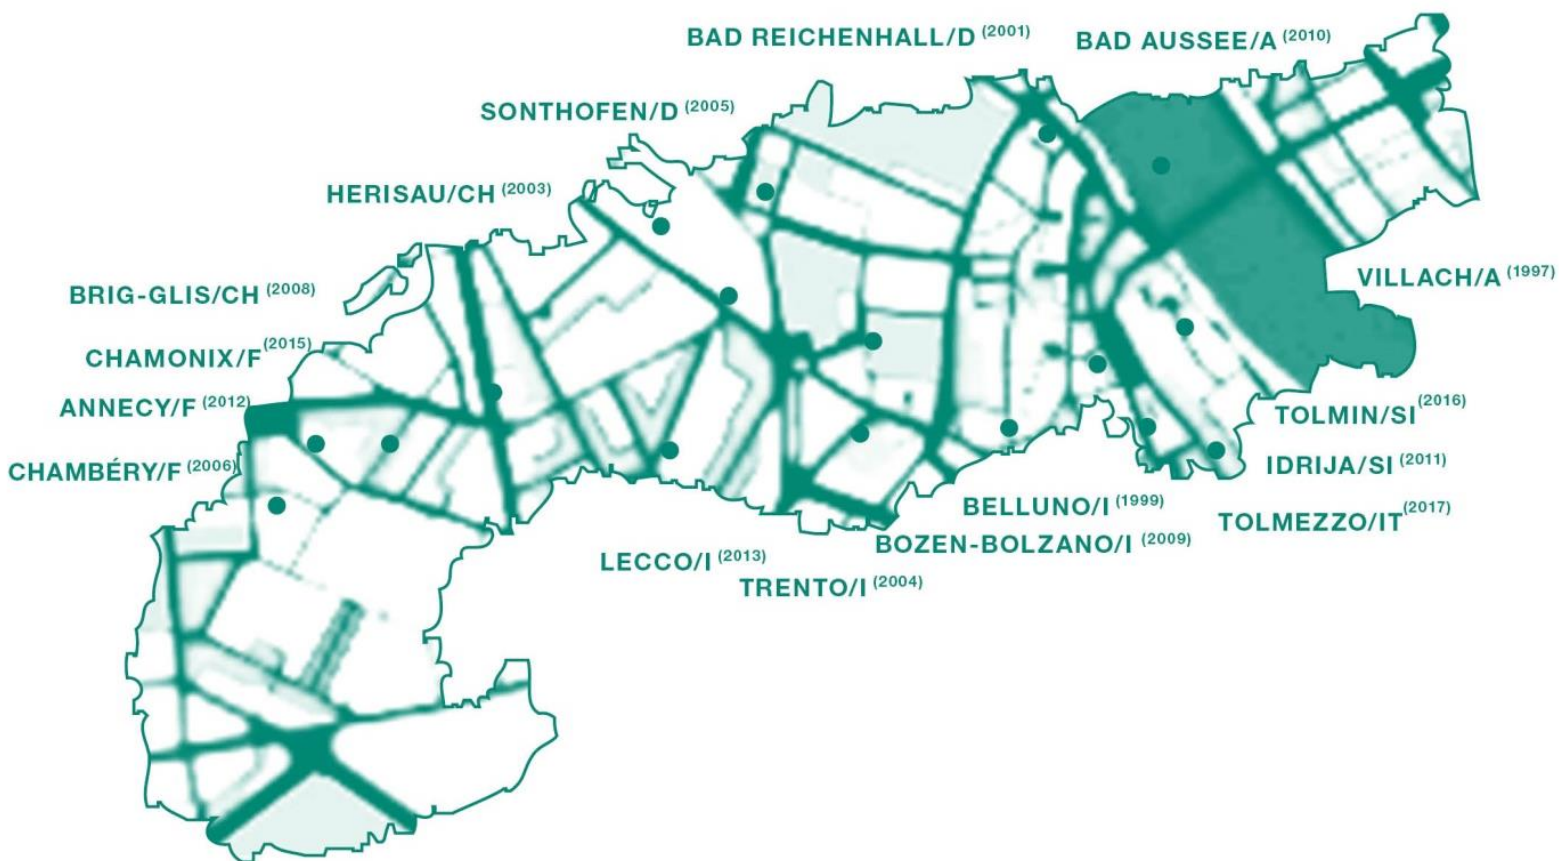 BAD REICHENHALL/D (2001)
BAD AUSSEE/A (2010)
SONTHOFEN/D (2005)
HERISAU/CH (2003)
BRIG-GLIS/CH (2008)
VILLACH/A (1997)
CHAMONIX/F (2015)
ANNECY/F (2012)
TOLMIN/SI (2016)
CHAMBÉRY/F (2006)
IDRIJA/SI (2011)
BELLUNO/I (1999)
TOLMEZZO/IT (2017)
BOZEN-BOLZANO/I (2009)
LECCO/I (2013)
TRENTO/I (2004)